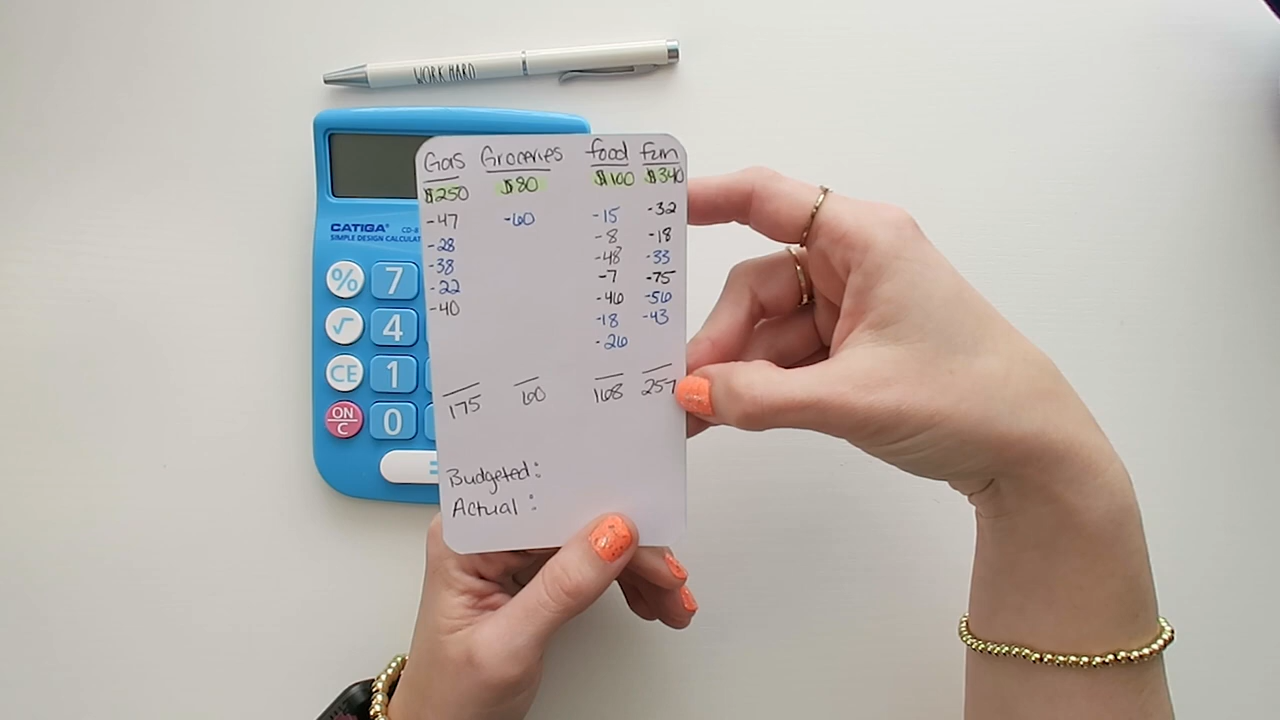 WORK HARD
Gas Groceries food fun
$250 $80 $100 $340
-47 -60 -15 -32
-28 -8 -18
-38 -48 -33
-22 -7 -75
-40 -46 -56
-18 -43
-26
175 60 168 257
Budgeted:
Actual:
CATIGA CD-8
SIMPLE DESIGN CALCULAT
% 7
√ 4
CE 1
ON/C 0
=